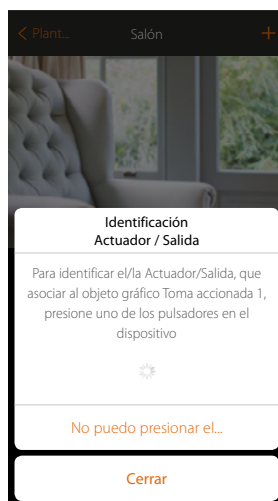 < Plant... Salón +
Identificación
Actuador / Salida
Para identificar el/la Actuador/Salida, que
asociar al objeto gráfico Toma accionada 1,
presione uno de los pulsadores en el
dispositivo
No puedo presionar el...
Cerrar